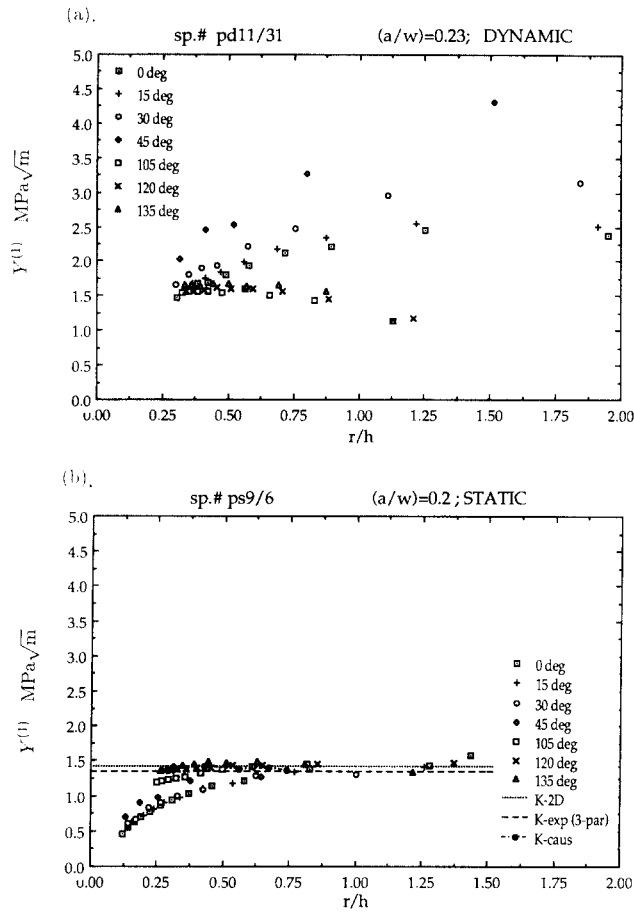 (a).
sp.# pd11/31 (a/w)=0.23; DYNAMIC
5.0
4.5
4.0
3.5
3.0
2.5
2.0
1.5
1.0
0.5
0.0
0 deg
15 deg
30 deg
45 deg
105 deg
120 deg
135 deg
Y(1) MPa√m
0.00 0.25 0.50 0.75 1.00 1.25 1.50 1.75 2.00
r/h
(b).
sp.# ps9/6 (a/w)=0.2 ; STATIC
5.0
4.5
4.0
3.5
3.0
2.5
2.0
1.5
1.0
0.5
0 deg
15 deg
30 deg
45 deg
105 deg
120 deg
135 deg
K-2D
K-exp (3-par)
K-caus
Y(1) MPa√m
0.00 0.25 0.50 0.75 1.00 1.25 1.50 1.75 2.00
r/h